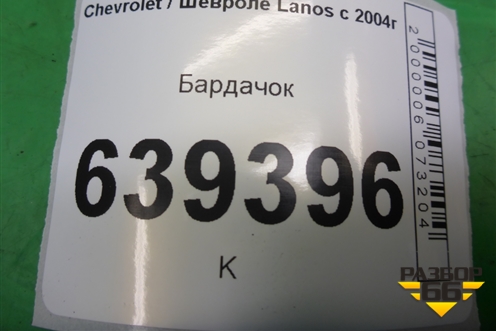 Chevrolet / Шевроле Lanos с 2004г
Бардачок
639396
К
2000006073204
РАЗБОР
66